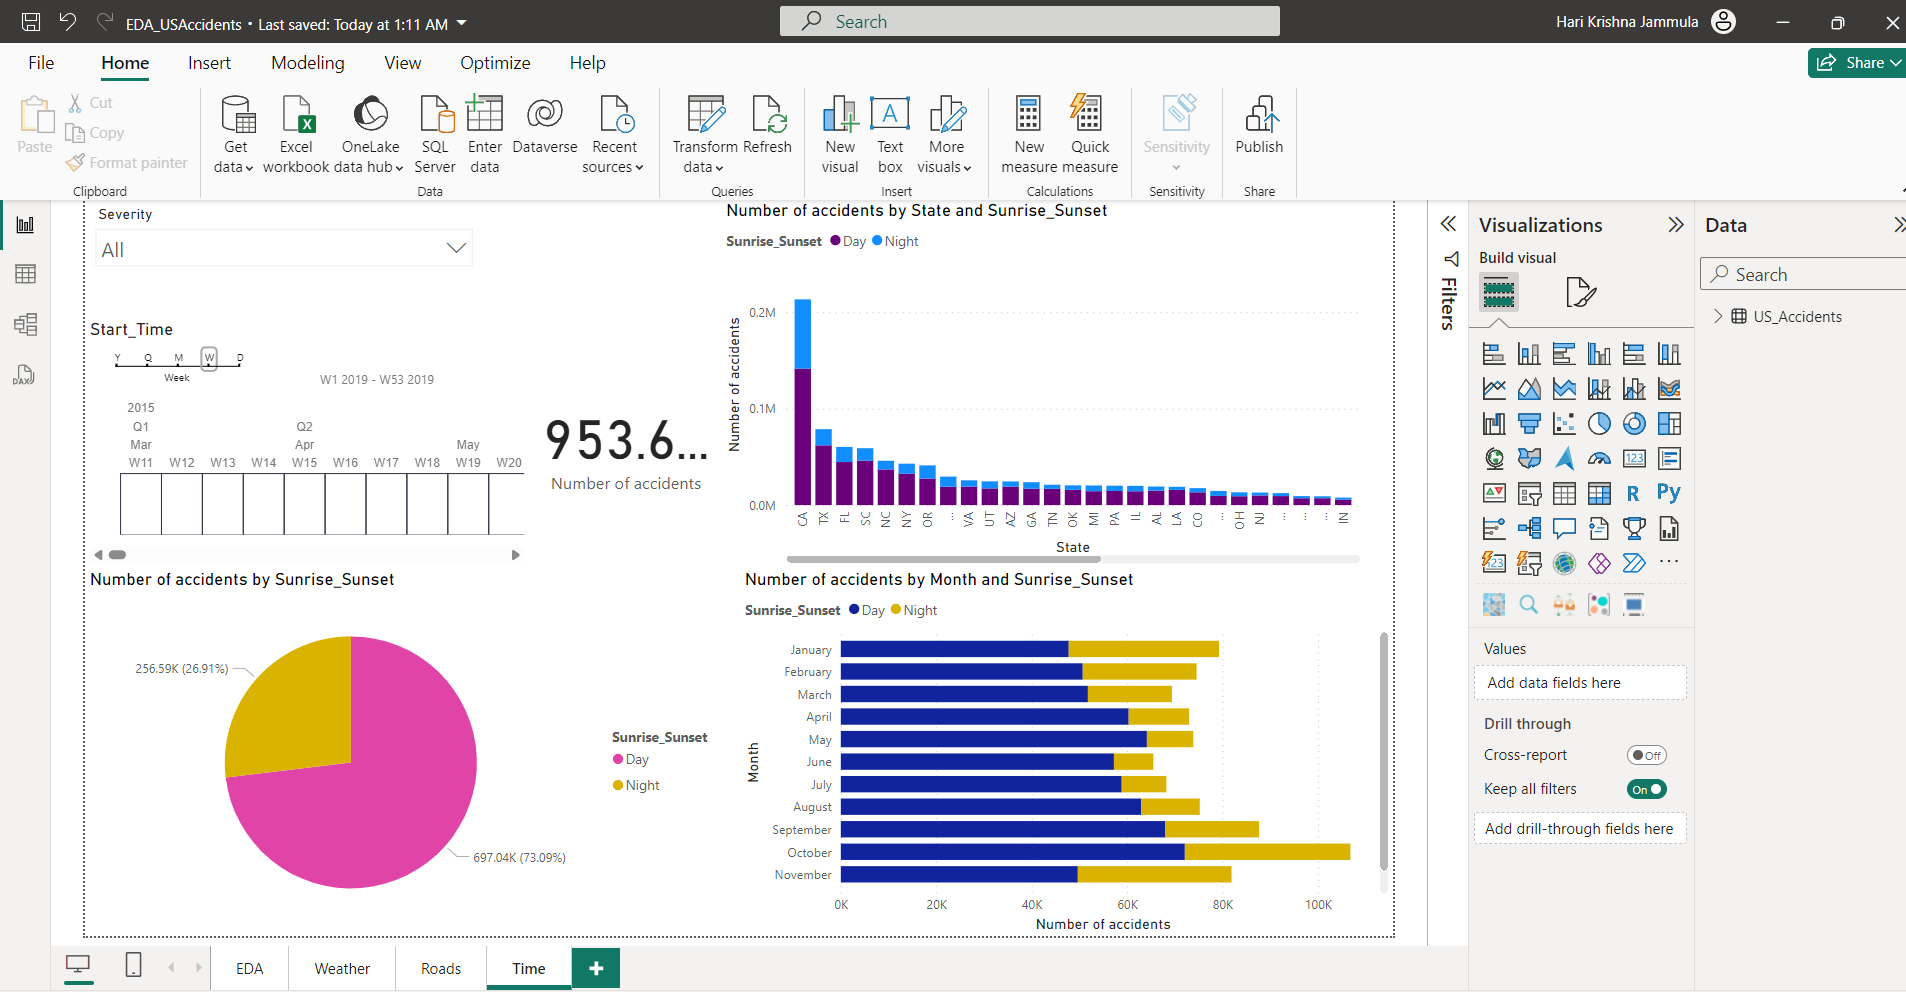 EDA_USAccidents • Last saved: Today at 1:11 AM
Search
Hari Krishna Jammula
File Home Insert Modeling View Optimize Help
Share
Paste
Cut
Copy
Format painter
Clipboard
Get data
Excel workbook
OneLake data hub
SQL Server
Enter data
Dataverse
Recent sources
Data
Transform data
Refresh
Queries
New visual
Text box
More visuals
Insert
New measure
Quick measure
Calculations
Sensitivity
Sensitivity
Publish
Share
DAX
Severity
All
Start_Time
Y Q M W D
Week
W1 2019 - W53 2019
2015
Q1 Q2
Mar Apr May
W11 W12 W13 W14 W15 W16 W17 W18 W19 W20
953.6...
Number of accidents
Number of accidents by State and Sunrise_Sunset
Sunrise_Sunset Day Night
Number of accidents
0.2M
0.1M
0.0M
CA TX FL SC NC NY OR ... VA UT AZ GA TN OK MI PA IL AL LA CO ... OH NJ ... ... ... IN
State
Number of accidents by Sunrise_Sunset
256.59K (26.91%)
697.04K (73.09%)
Sunrise_Sunset
Day
Night
Number of accidents by Month and Sunrise_Sunset
Sunrise_Sunset Day Night
Month
January
February
March
April
May
June
July
August
September
October
November
0K 20K 40K 60K 80K 100K
Number of accidents
Filters
Visualizations
Build visual
123
R
Py
123
...
Values
Add data fields here
Drill through
Cross-report Off
Keep all filters On
Add drill-through fields here
Data
Search
US_Accidents
EDA Weather Roads Time +